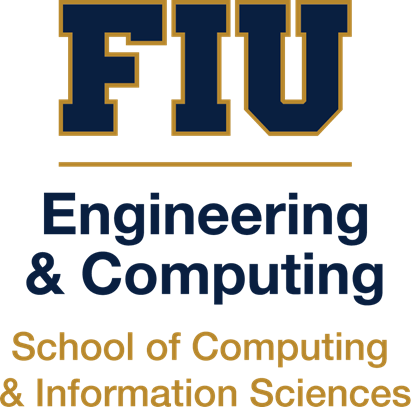 FIU
Engineering
& Computing
School of Computing
& Information Sciences